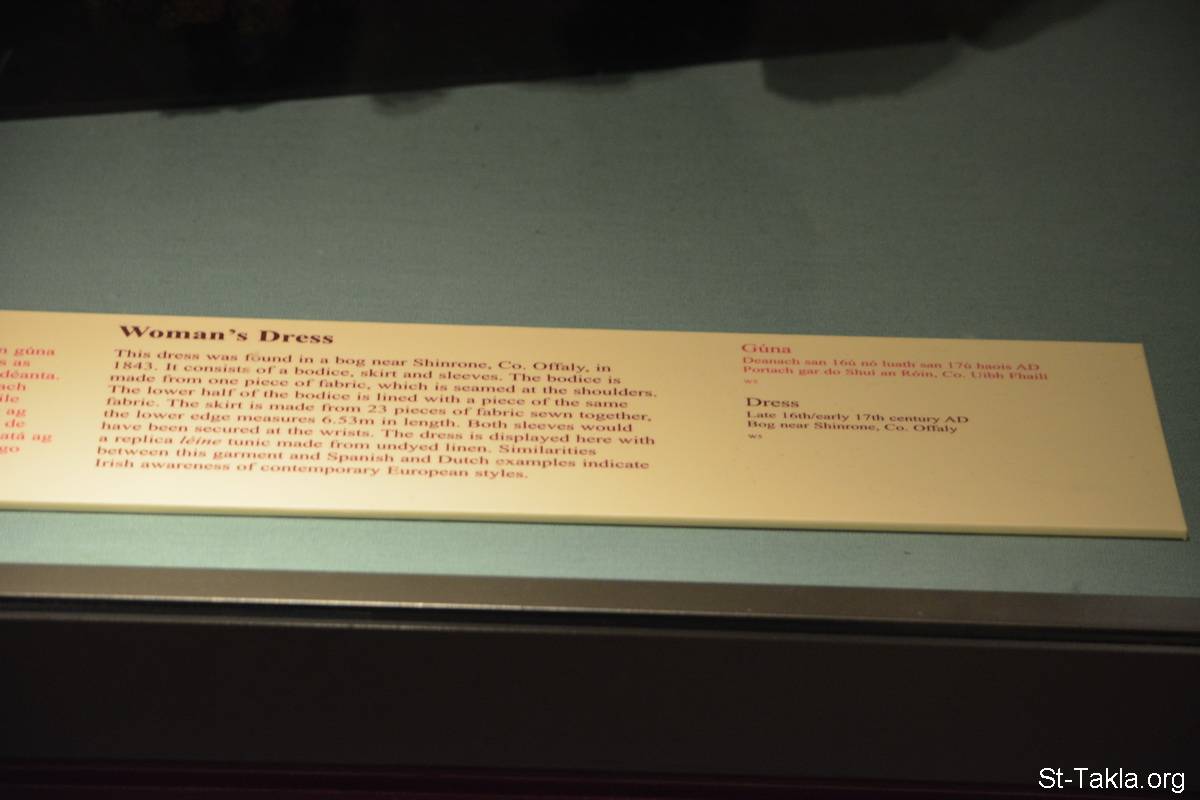 n gúna
s as
déanta.
ach
ile
ag
de
atá ag
go
Woman's Dress
This dress was found in a bog near Shinrone, Co. Offaly, in
1843. It consists of a bodice, skirt and sleeves. The bodice is
made from one piece of fabric, which is seamed at the shoulders.
The lower half of the bodice is lined with a piece of the same
fabric. The skirt is made from 23 pieces of fabric sewn together,
the lower edge measures 6.53m in length. Both sleeves would
have been secured at the wrists. The dress is displayed here with
a replica léine tunic made from undyed linen. Similarities
between this garment and Spanish and Dutch examples indicate
Irish awareness of contemporary European styles.
Gúna
Deanach san 16ú nó luath san 17ú haois AD
Portach gar do Shuí an Róin, Co. Uíbh Fhailí
W5
Dress
Late 16th/early 17th century AD
Bog near Shinrone, Co. Offaly
W5
St-Takla.org